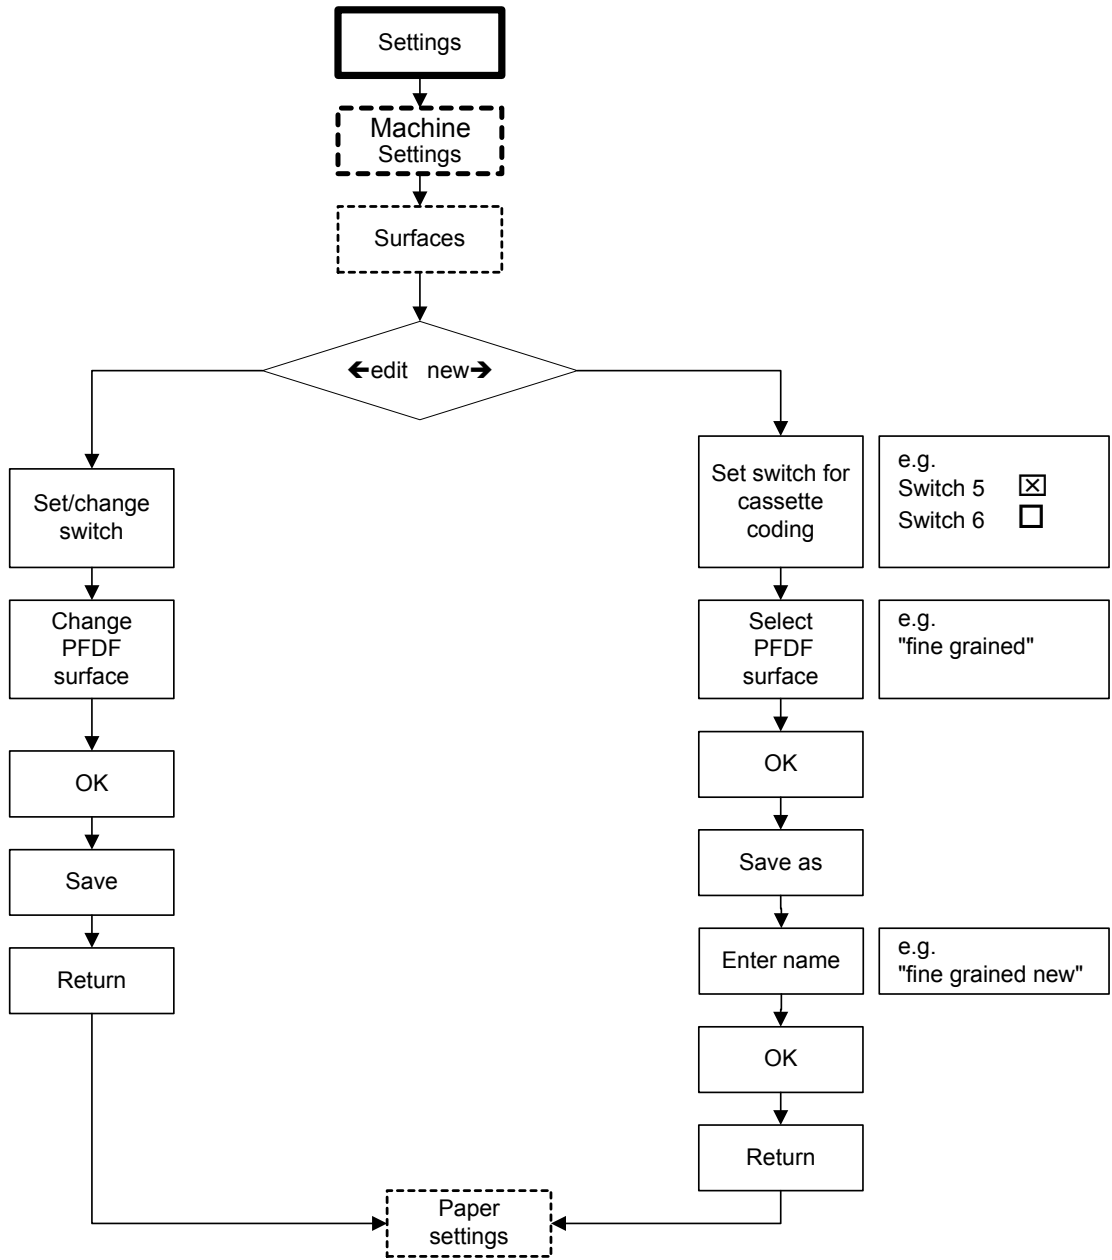 Settings
Machine
Settings
Surfaces
🡸edit new🡺
Set/change
switch
Change
PFDF
surface
OK
Save
Return
Set switch for
cassette
coding
e.g.
Switch 5 ☒
Switch 6 ☐
Select
PFDF
surface
e.g.
"fine grained"
OK
Save as
Enter name
e.g.
"fine grained new"
OK
Return
Paper
settings